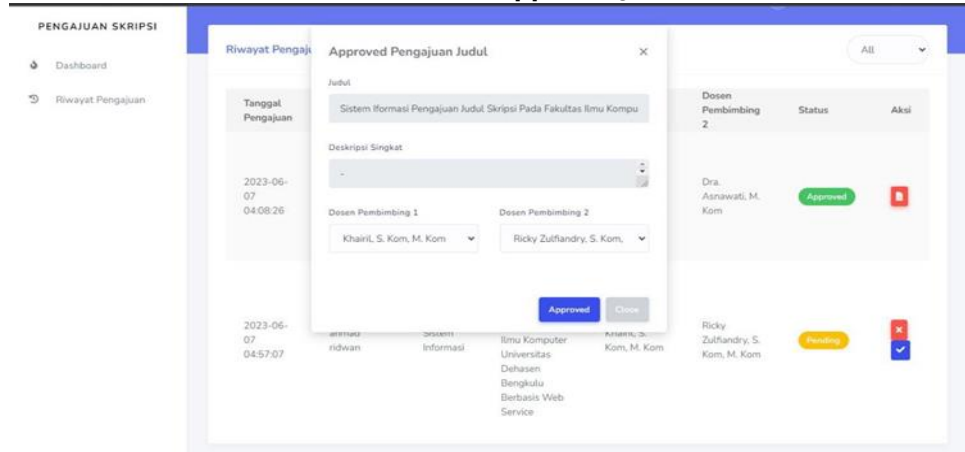 PENGAJUAN SKRIPSI
Dashboard
Riwayat Pengajuan
Riwayat Pengaju
All
Approved Pengajuan Judul
×
Judul
Sistem Iformasi Pengajuan Judul Skripsi Pada Fakultas Ilmu Kompu
Deskripsi Singkat
-
Dosen Pembimbing 1
Dosen Pembimbing 2
Khairil, S. Kom, M. Kom
Ricky Zulfiandry, S. Kom,
Approved
Close
Tanggal
Pengajuan
Dosen
Pembimbing
2
Status
Aksi
2023-06-
07
04:08:26
Dra.
Asnawati, M.
Kom
Approved
2023-06-
07
04:57:07
ahmad
ridwan
Sistem
Informasi
Ilmu Komputer
Universitas
Dehasen
Bengkulu
Berbasis Web
Service
Khairil, S.
Kom, M. Kom
Ricky
Zulfiandry, S.
Kom, M. Kom
Pending